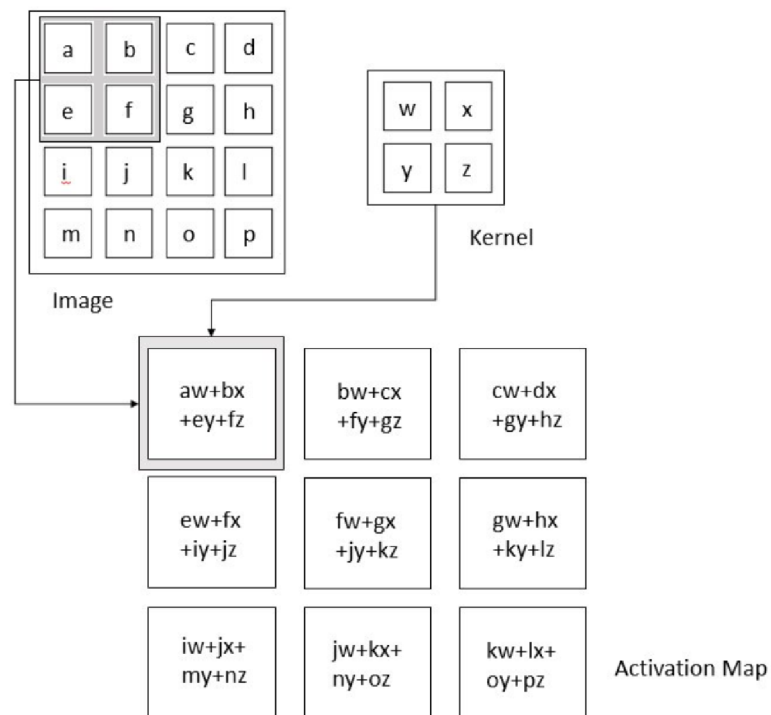 a b c d
e f g h
i j k l
m n o p
Image
w x
y z
Kernel
aw+bx
+ey+fz
bw+cx
+fy+gz
cw+dx
+gy+hz
ew+fx
+iy+jz
fw+gx
+jy+kz
gw+hx
+ky+lz
iw+jx+
my+nz
jw+kx+
ny+oz
kw+lx+
oy+pz
Activation Map